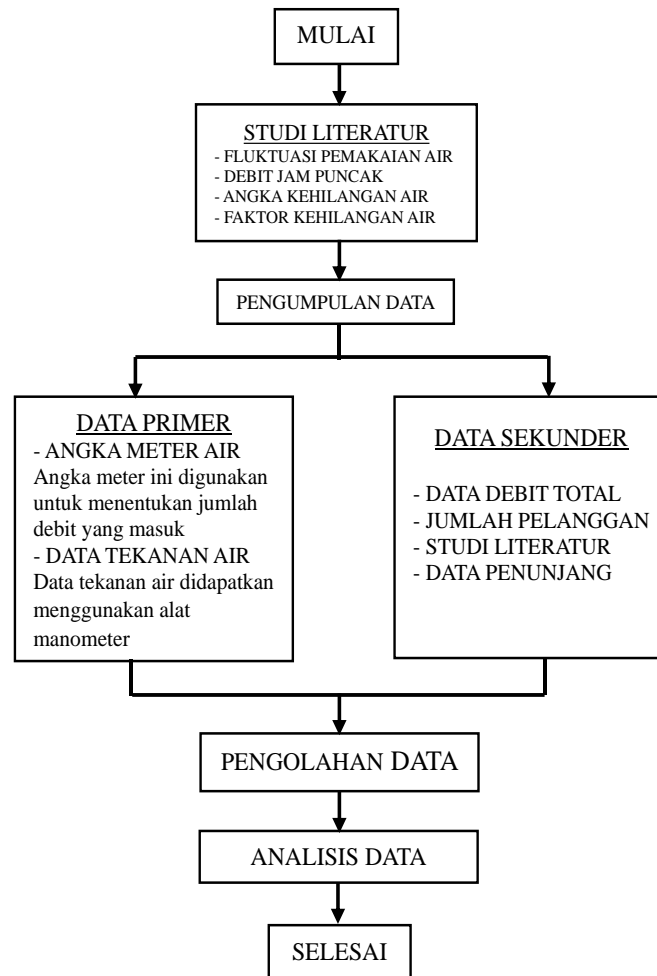 MULAI
STUDI LITERATUR
- FLUKTUASI PEMAKAIAN AIR
- DEBIT JAM PUNCAK
- ANGKA KEHILANGAN AIR
- FAKTOR KEHILANGAN AIR
PENGUMPULAN DATA
DATA PRIMER
- ANGKA METER AIR
Angka meter ini digunakan
untuk menentukan jumlah
debit yang masuk
- DATA TEKANAN AIR
Data tekanan air didapatkan
menggunakan alat
manometer
DATA SEKUNDER
- DATA DEBIT TOTAL
- JUMLAH PELANGGAN
- STUDI LITERATUR
- DATA PENUNJANG
PENGOLAHAN DATA
ANALISIS DATA
SELESAI